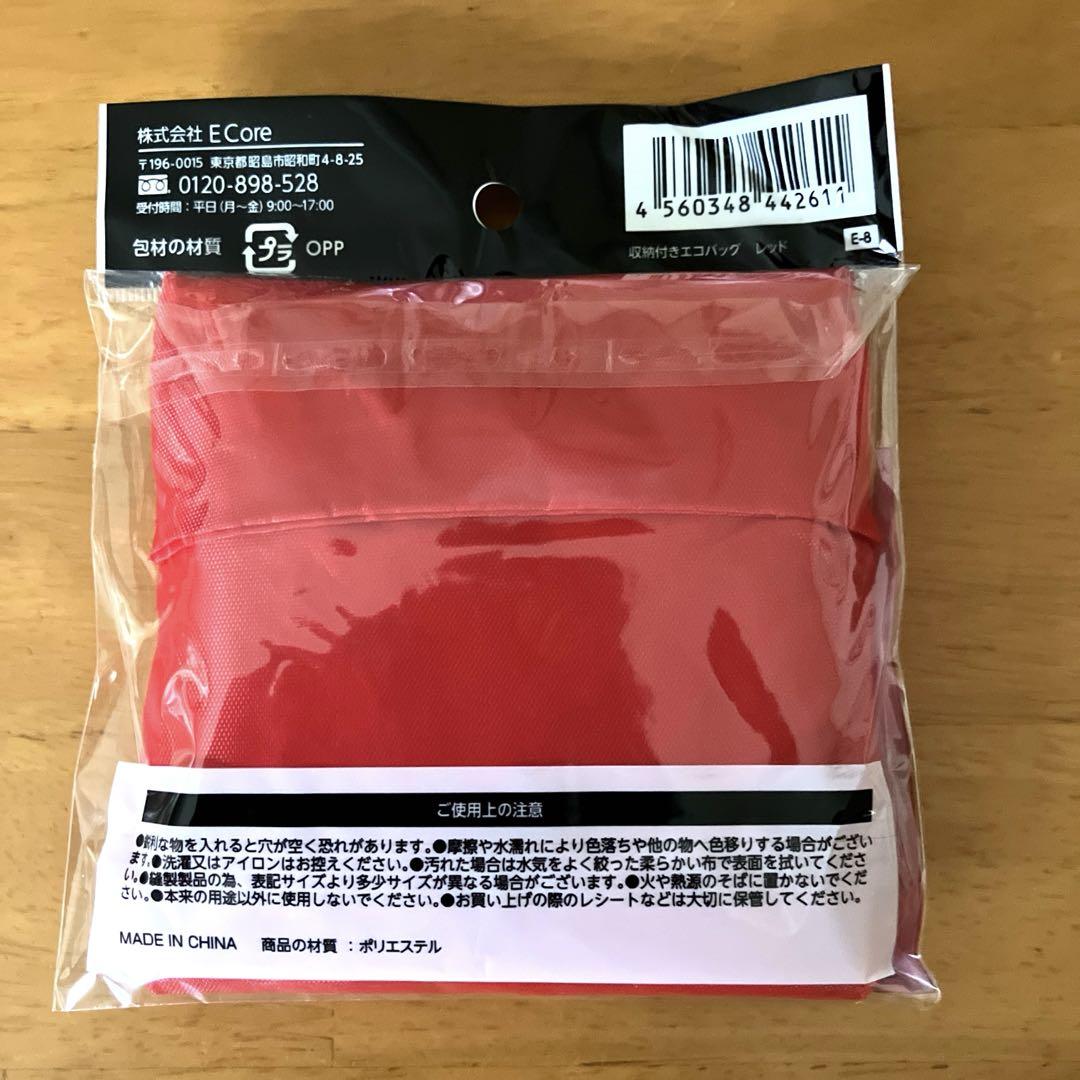 株式会社 E Core
〒196-0015 東京都昭島市昭和町4-8-25
0120-898-528
受付時間：平日（月～金）9:00～17:00
包材の材質 プラ OPP
4 560348 442611
収納付きエコバッグ レッド E-8
ご使用上の注意
●鋭利な物を入れると穴が空く恐れがあります。●摩擦や水濡れにより色落ちや他の物へ色移りする場合がござい
ます。●洗濯又はアイロンはお控えください。●汚れた場合は水気をよく絞った柔らかい布で表面を拭いてくださ
い。●縫製製品の為、表記サイズより多少サイズが異なる場合がございます。●火や熱源のそばに置かないでくだ
さい。●本来の用途以外に使用しないでください。●お買い上げの際のレシートなどは大切に保管してください。
MADE IN CHINA 商品の材質 ：ポリエステル